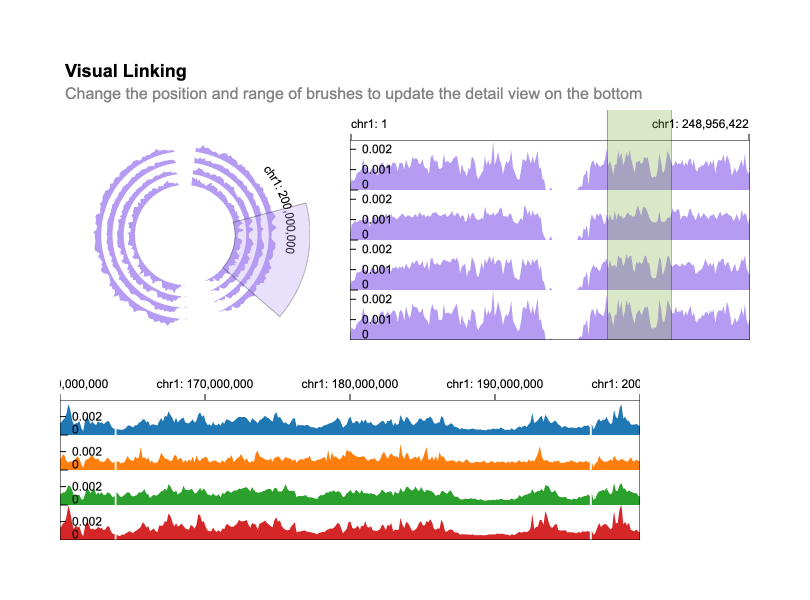 Visual Linking
Change the position and range of brushes to update the detail view on the bottom
chr1: 200,000,000
chr1: 1
chr1: 248,956,422
0.002
0.001
0
0.002
0.001
0
0.002
0.001
0
0.002
0.001
0
0,000,000
chr1: 170,000,000
chr1: 180,000,000
chr1: 190,000,000
chr1: 200
0.002
0
0.002
0
0.002
0
0.002
0